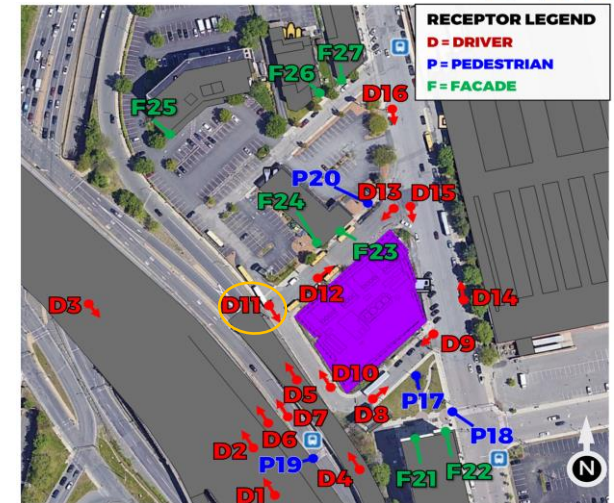 RECEPTOR LEGEND
D = DRIVER
P = PEDESTRIAN
F = FACADE
F27
F26
D16
F25
P20
D13
D15
F24
F23
D12
D3
D11
D14
D9
D10
D5
D8
P17
D7
D6
P18
D2
F22
F21
P19
D4
N
D1